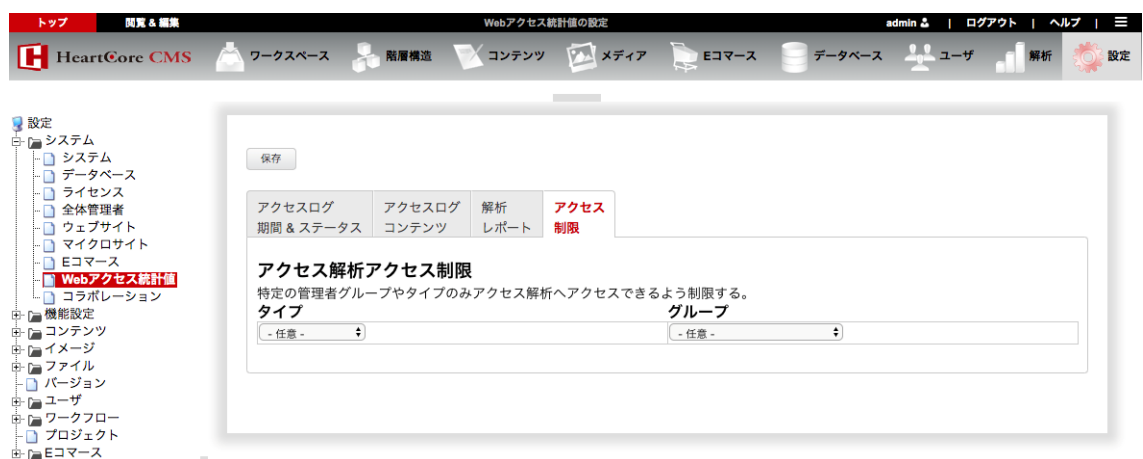 トップ 閲覧 & 編集 Webアクセス統計値の設定 admin | ログアウト | ヘルプ |
HeartCore CMS ワークスペース 階層構造 コンテンツ メディア Eコマース データベース ユーザ 解析 設定
設定
システム
システム
データベース
ライセンス
全体管理者
ウェブサイト
マイクロサイト
Eコマース
Webアクセス統計値
コラボレーション
機能設定
コンテンツ
イメージ
ファイル
バージョン
ユーザ
ワークフロー
プロジェクト
Eコマース
保存
アクセスログ アクセスログ 解析 アクセス
期間 & ステータス コンテンツ レポート 制限
アクセス解析アクセス制限
特定の管理者グループやタイプのみアクセス解析へアクセスできるよう制限する。
タイプ グループ
- 任意 - - 任意 -